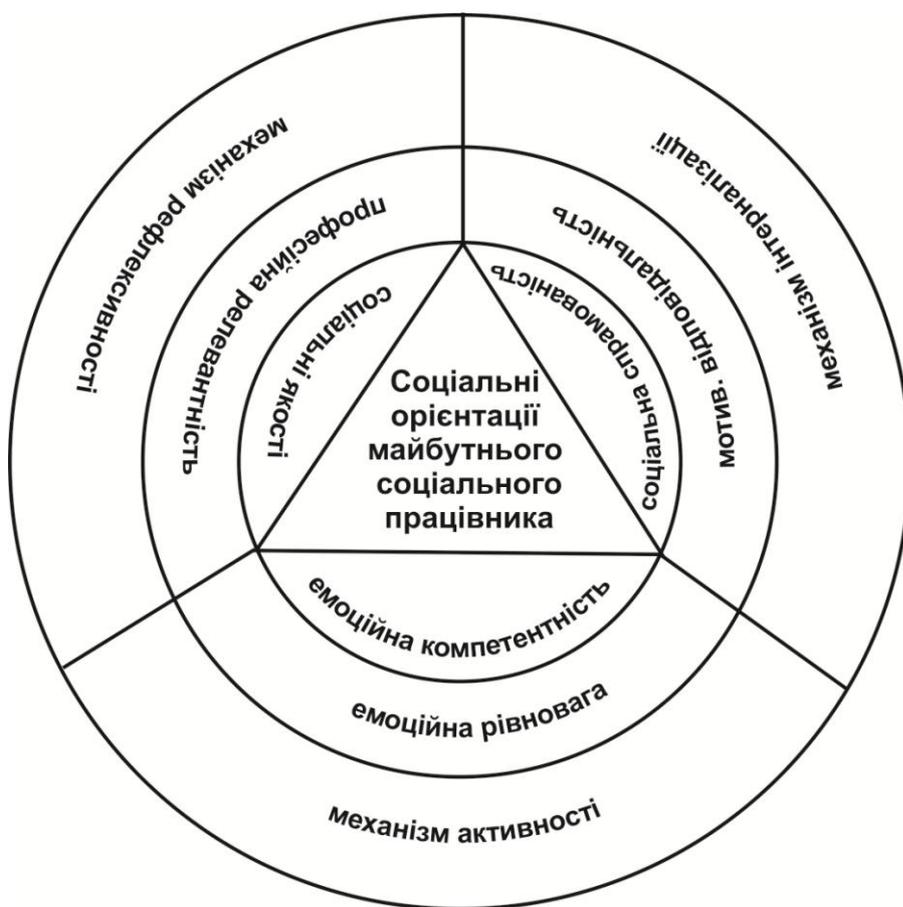 механізм рефлексивності
професійна релевантність
соціальні якості
механізм інтерналізації
мотив. відповідальність
соціальна спрамованість
Соціальні
орієнтації
майбутнього
соціального
працівника
емоційна компетентність
емоційна рівновага
механізм активності